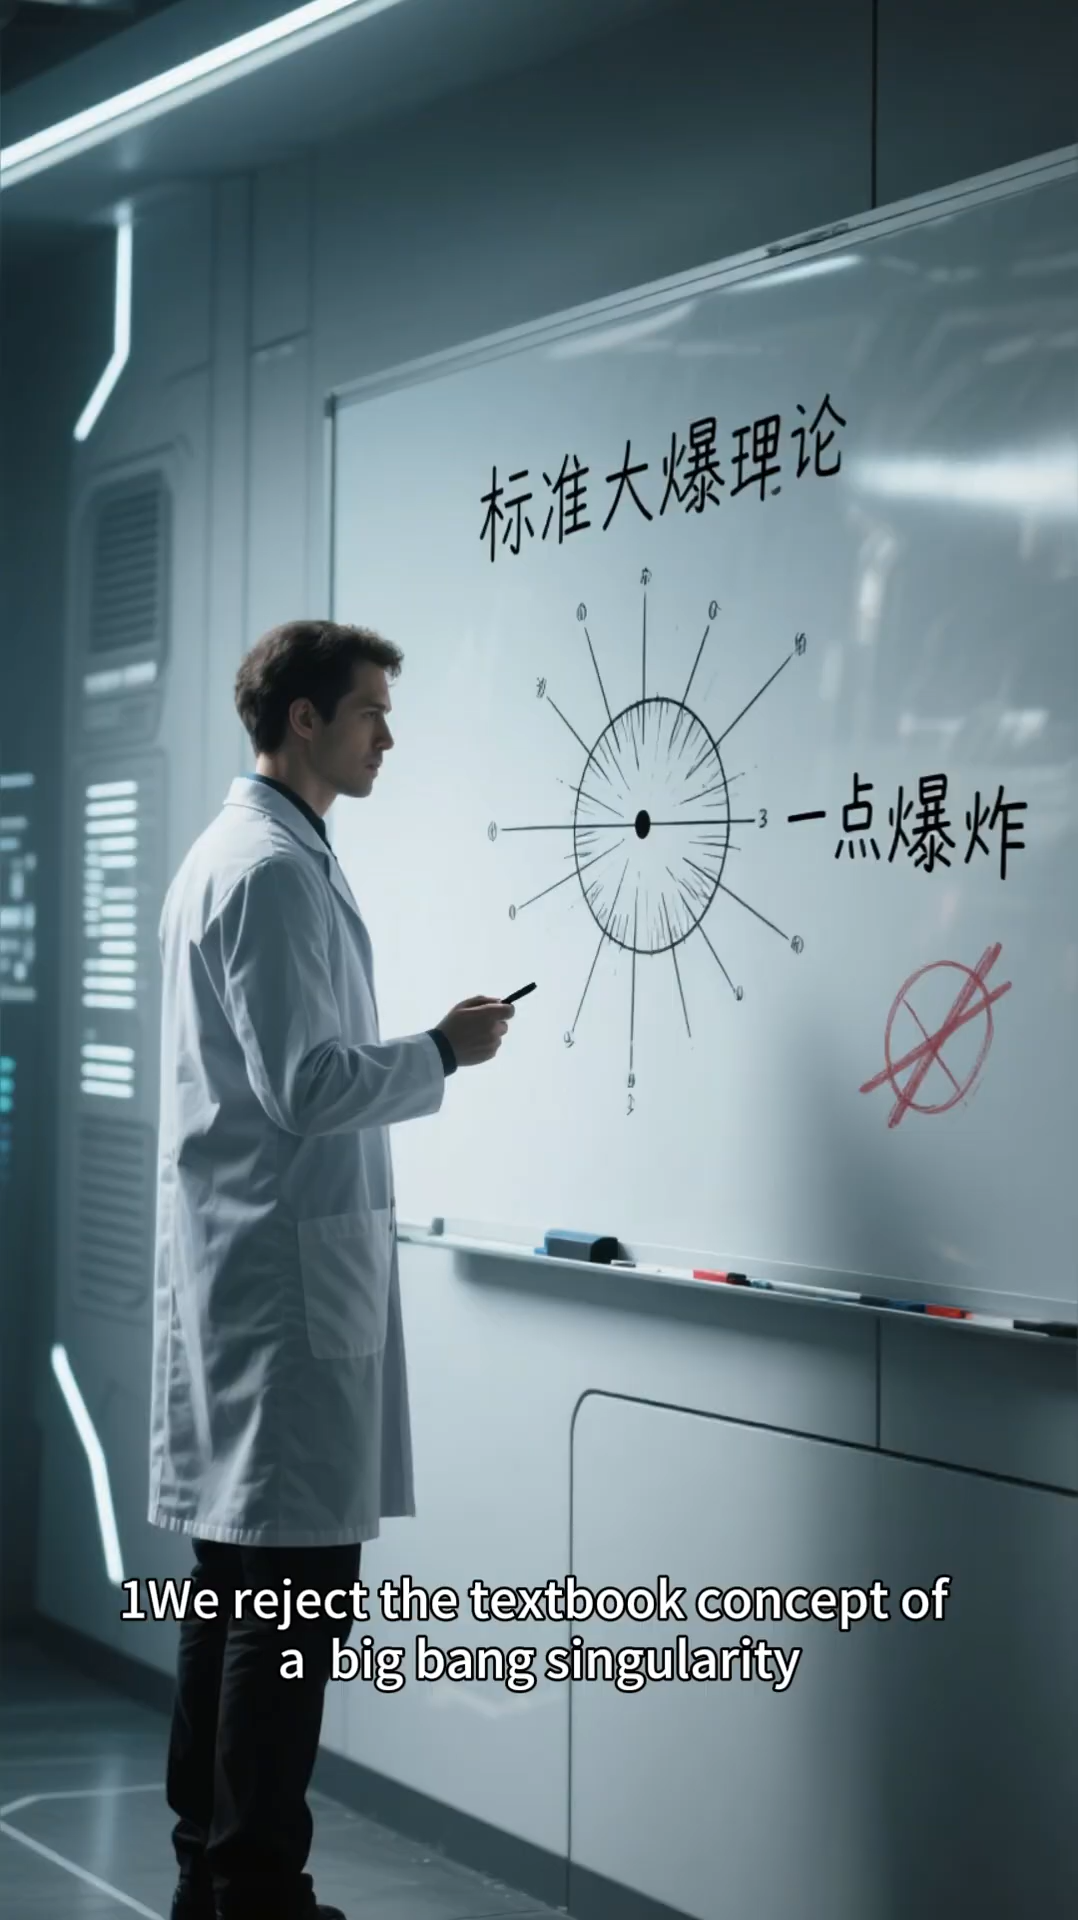 标准大爆理论
3 一点爆炸
1We reject the textbook concept of
a big bang singularity